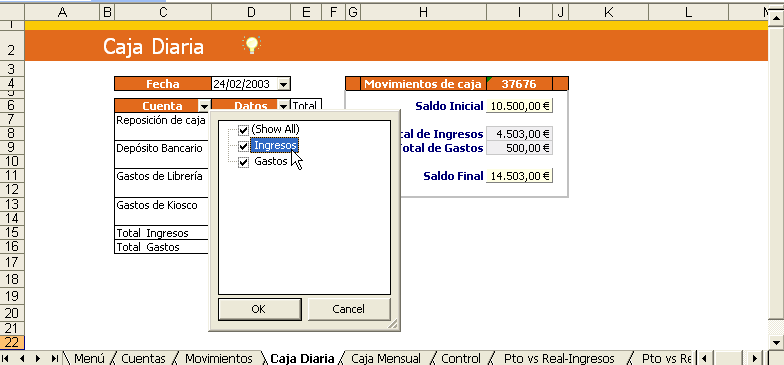 A B C D E F G H I J K L M
1
2 Caja Diaria
3
4 Fecha 24/02/2003 Movimientos de caja 37676
5
6 Cuenta Datos Total Saldo Inicial 10.500,00 €
7 Reposición de caja
8 tal de Ingresos 4.503,00 €
9 Depósito Bancario Total de Gastos 500,00 €
10
11 Gastos de Librería Saldo Final 14.503,00 €
12
13 Gastos de Kiosco
14
15 Total Ingresos
16 Total Gastos
17
18
19
20
21
22
(Show All)
Ingresos
Gastos
OK Cancel
Menú Cuentas Movimientos Caja Diaria Caja Mensual Control Pto vs Real-Ingresos Pto vs Re